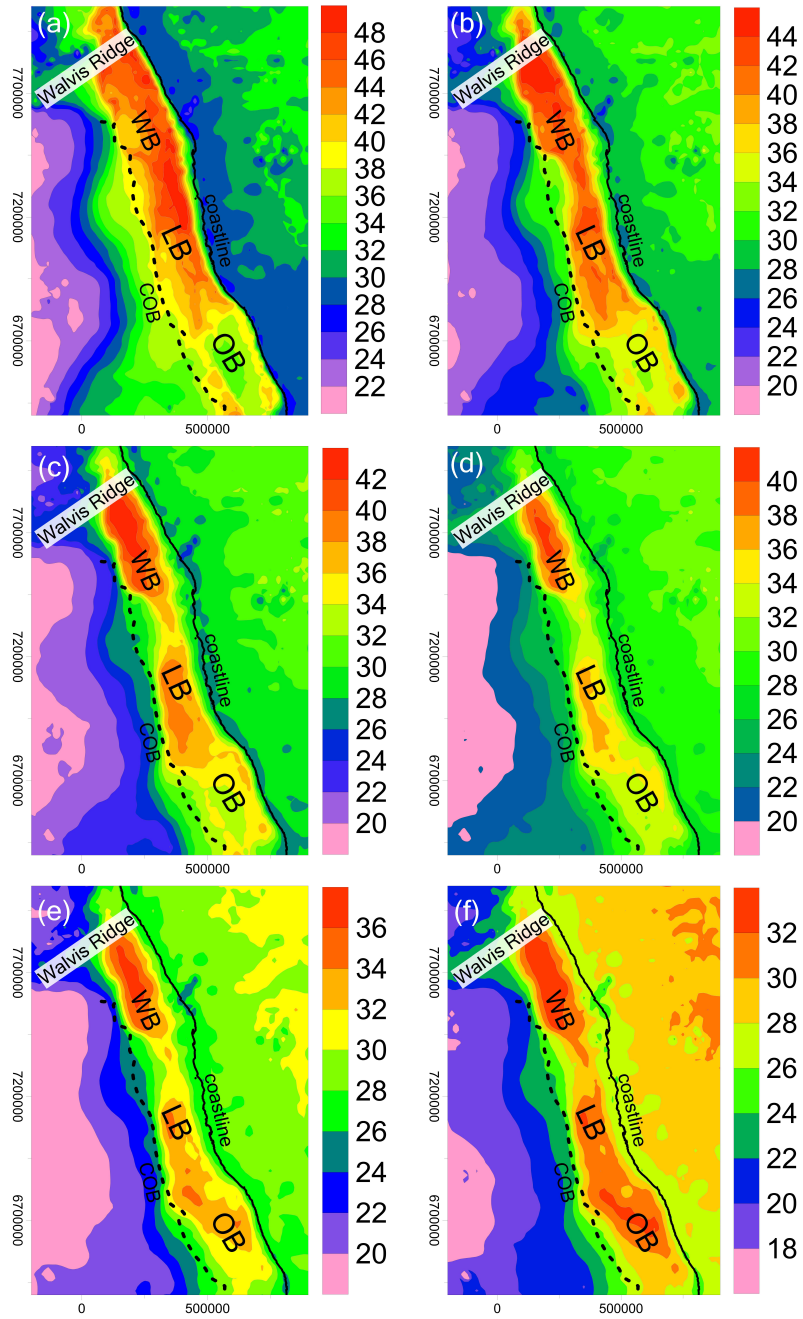 (a)
Walvis Ridge
WB
LB
OB
coastline
COB
7700000
7200000
6700000
0
500000
48
46
44
42
40
38
36
34
32
30
28
26
24
22
(b)
Walvis Ridge
WB
LB
OB
coastline
COB
7700000
7200000
6700000
0
500000
44
42
40
38
36
34
32
30
28
26
24
22
20
(c)
Walvis Ridge
WB
LB
OB
coastline
COB
7700000
7200000
6700000
0
500000
42
40
38
36
34
32
30
28
26
24
22
20
(d)
Walvis Ridge
WB
LB
OB
coastline
COB
7700000
7200000
6700000
0
500000
40
38
36
34
32
30
28
26
24
22
20
(e)
Walvis Ridge
WB
LB
OB
coastline
COB
7700000
7200000
6700000
0
500000
36
34
32
30
28
26
24
22
20
(f)
Walvis Ridge
WB
LB
OB
coastline
COB
7700000
7200000
6700000
0
500000
32
30
28
26
24
22
20
18